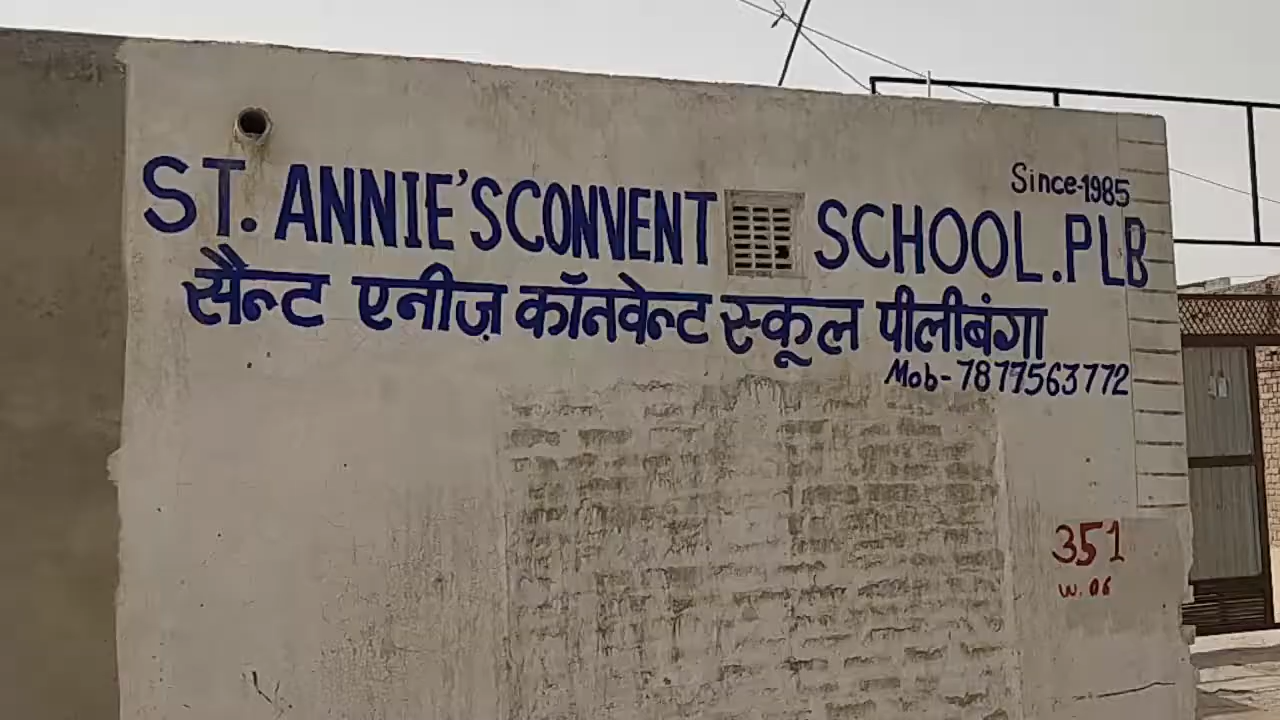 Since-1985
ST. ANNIE'S CONVENT SCHOOL. PLB
सैन्ट एनीज़ कॉनवेन्ट स्कूल पीलीबंगा
Mob-7877563772
351
W. 06